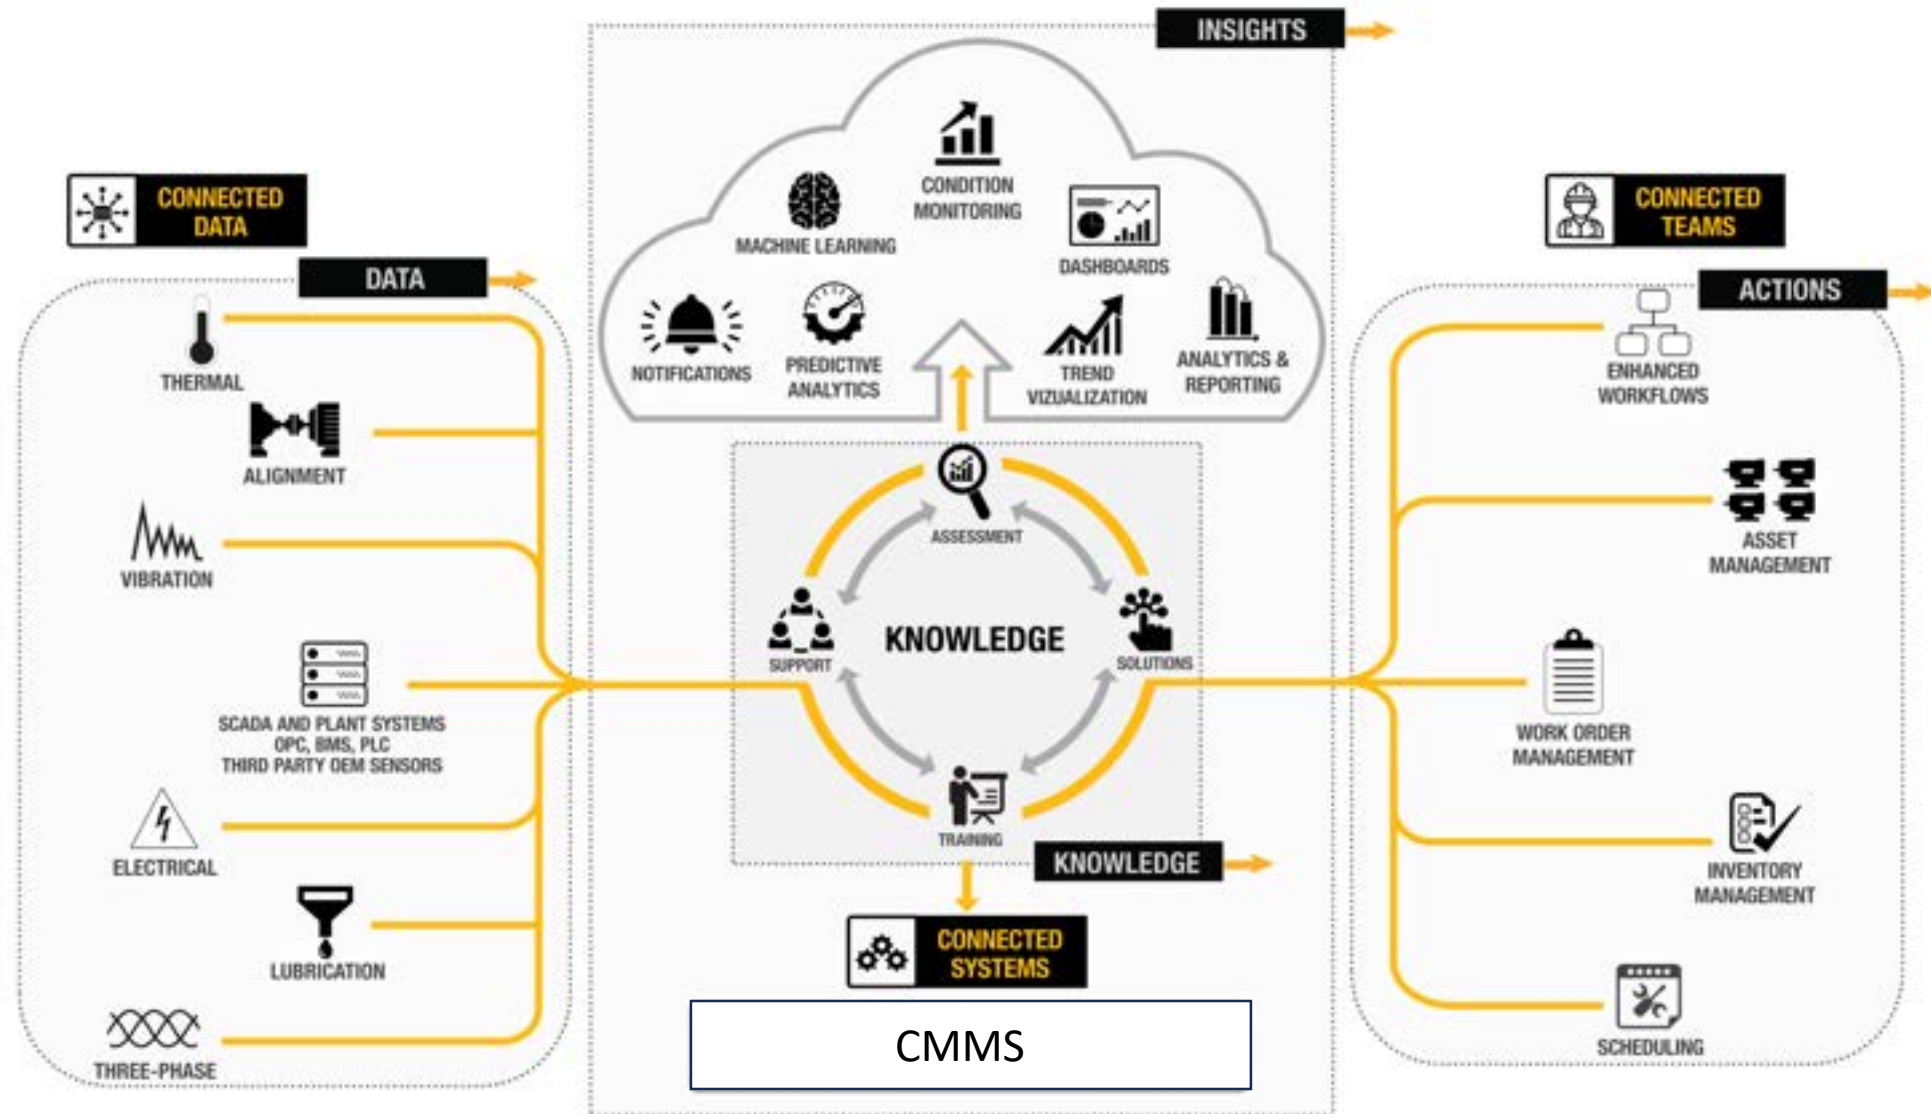 INSIGHTS
CONDITION
MONITORING
MACHINE LEARNING
DASHBOARDS
NOTIFICATIONS
PREDICTIVE
ANALYTICS
TREND
VIZUALIZATION
ANALYTICS &
REPORTING
CONNECTED
DATA
DATA
THERMAL
ALIGNMENT
VIBRATION
SCADA AND PLANT SYSTEMS
OPC, BMS, PLC
THIRD PARTY OEM SENSORS
ELECTRICAL
LUBRICATION
THREE-PHASE
ASSESSMENT
SUPPORT
KNOWLEDGE
SOLUTIONS
TRAINING
KNOWLEDGE
CONNECTED
SYSTEMS
CMMS
CONNECTED
TEAMS
ACTIONS
ENHANCED
WORKFLOWS
ASSET
MANAGEMENT
WORK ORDER
MANAGEMENT
INVENTORY
MANAGEMENT
SCHEDULING